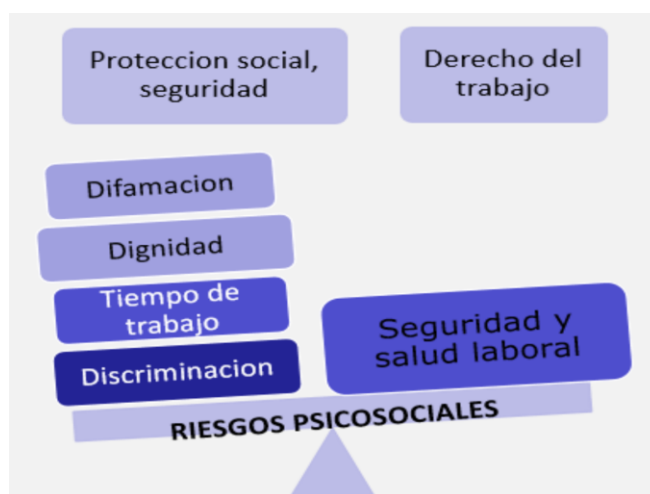 Proteccion social,
seguridad
Derecho del
trabajo
Difamacion
Dignidad
Tiempo de
trabajo
Discriminacion
Seguridad y
salud laboral
RIESGOS PSICOSOCIALES